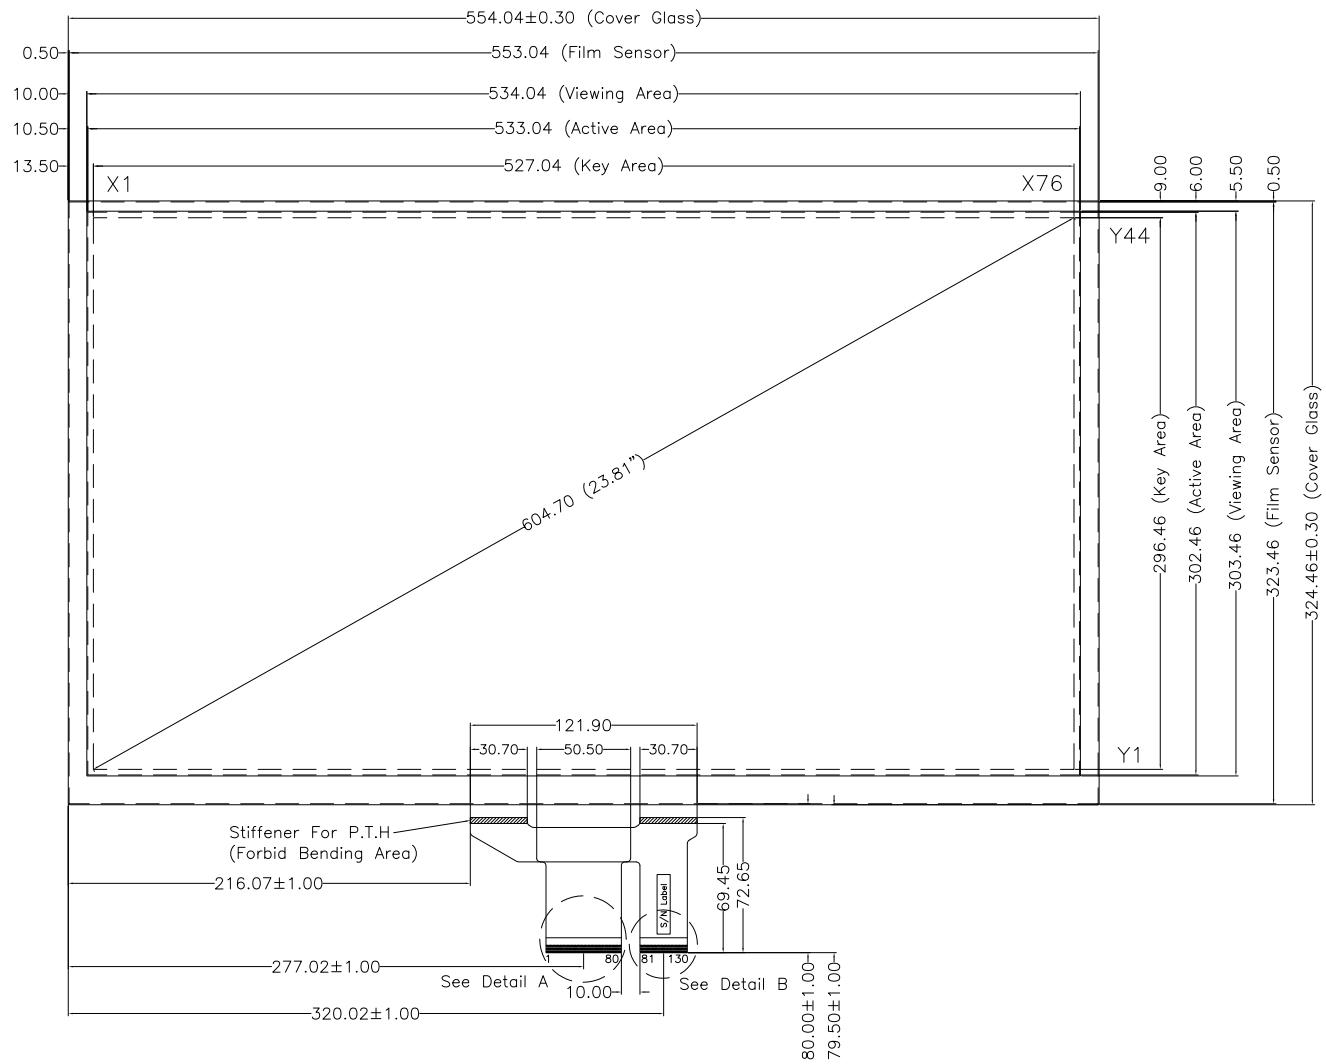 554.04±0.30 (Cover Glass)
0.50
553.04 (Film Sensor)
10.00
534.04 (Viewing Area)
10.50
533.04 (Active Area)
13.50
527.04 (Key Area)
X1
X76
9.00
6.00
5.50
0.50
Y44
604.70 (23.81")
296.46 (Key Area)
302.46 (Active Area)
303.46 (Viewing Area)
323.46 (Film Sensor)
324.46±0.30 (Cover Glass)
Y1
121.90
30.70
50.50
30.70
Stiffener For P.T.H
(Forbid Bending Area)
216.07±1.00
69.45
72.65
S/N Label
1
80
81
130
277.02±1.00
See Detail A
10.00
See Detail B
320.02±1.00
80.00±1.00
79.50±1.00